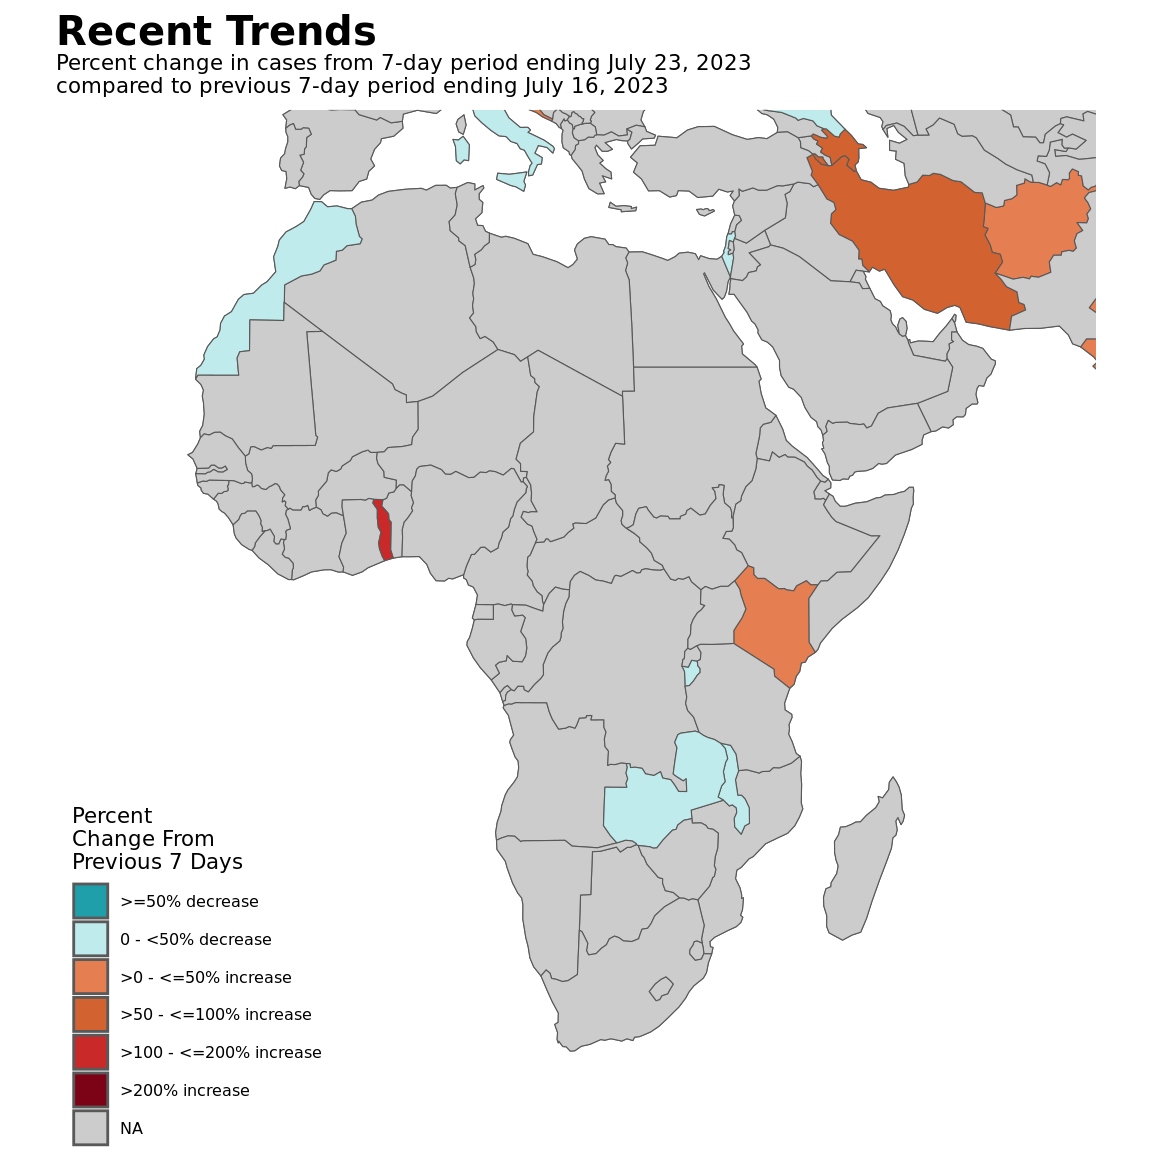 Recent Trends
Percent change in cases from 7-day period ending July 23, 2023
compared to previous 7-day period ending July 16, 2023
Percent
Change From
Previous 7 Days
>=50% decrease
0 - <50% decrease
>0 - <=50% increase
>50 - <=100% increase
>100 - <=200% increase
>200% increase
NA